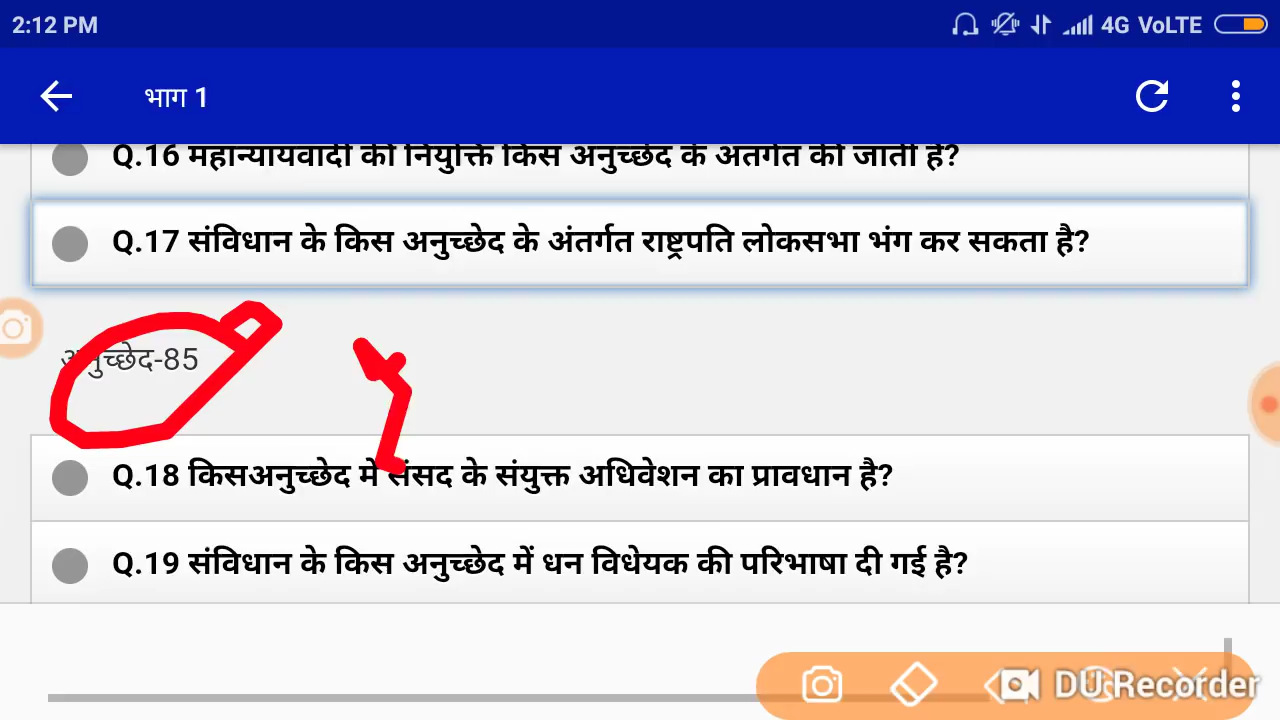 2:12 PM
4G VoLTE
भाग 1
Q.16 महान्यायवादी की नियुक्ति किस अनुच्छेद के अंतर्गत की जाती है?
Q.17 संविधान के किस अनुच्छेद के अंतर्गत राष्ट्रपति लोकसभा भंग कर सकता है?
अनुच्छेद-85
Q.18 किसअनुच्छेद मे संसद के संयुक्त अधिवेशन का प्रावधान है?
Q.19 संविधान के किस अनुच्छेद में धन विधेयक की परिभाषा दी गई है?
DU Recorder